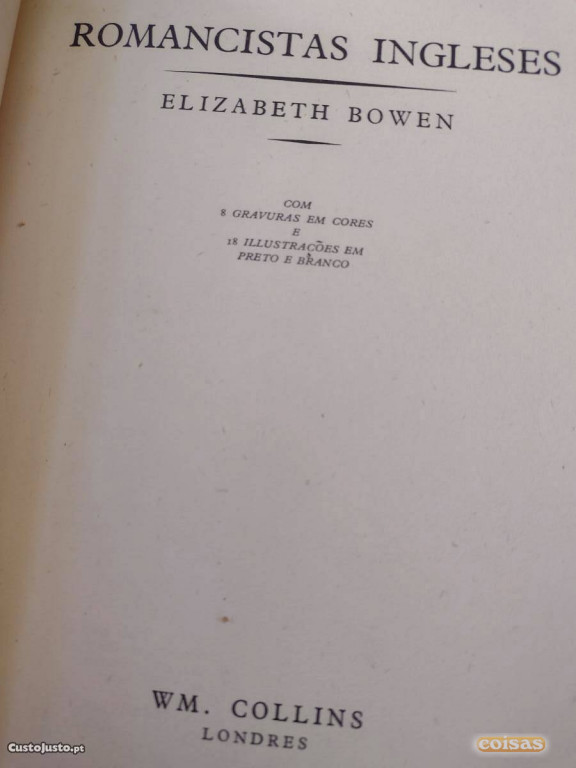 ROMANCISTAS INGLESES
ELIZABETH BOWEN
COM
8 GRAVURAS EM CORES
E
18 ILLUSTRAÇÕES EM
PRETO E BRANCO
WM. COLLINS
LONDRES
CustoJusto.pt
coisas